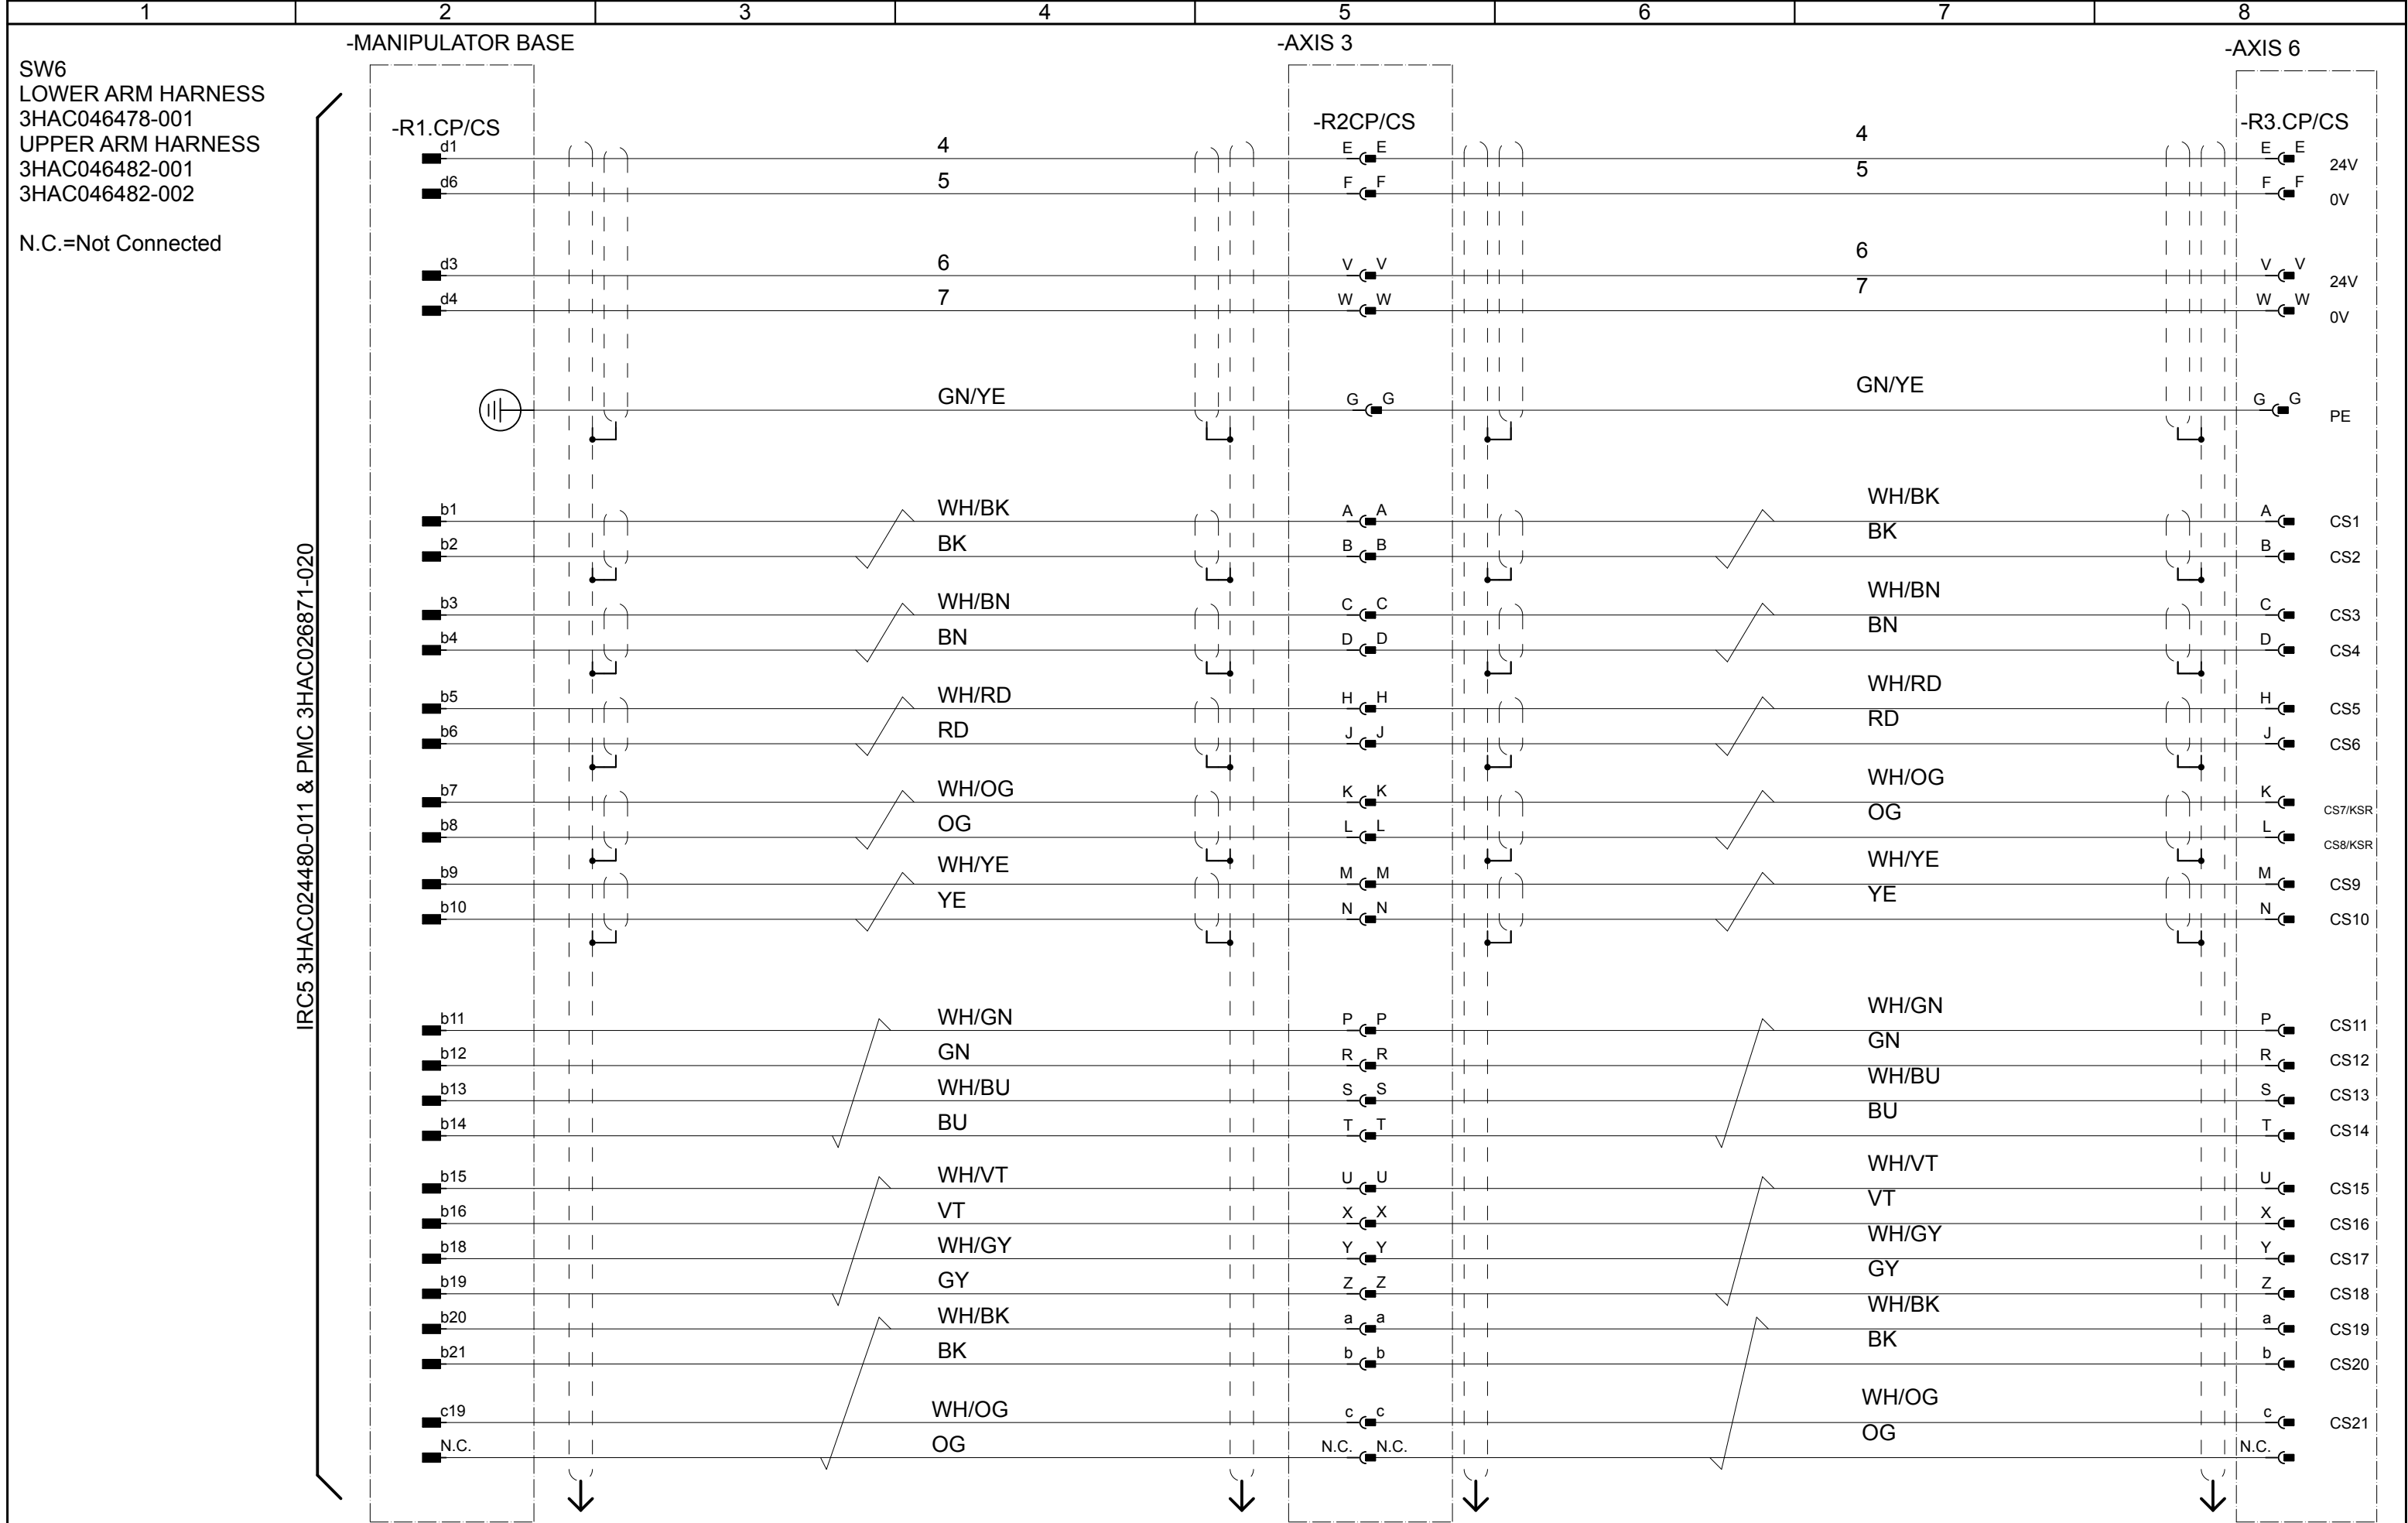 1 2 3 4 5 6 7 8
-MANIPULATOR BASE -AXIS 3 -AXIS 6
SW6
LOWER ARM HARNESS
3HAC046478-001
UPPER ARM HARNESS
3HAC046482-001
3HAC046482-002
N.C.=Not Connected
IRC5 3HAC024480-011 & PMC 3HAC026871-020
-R1.CP/CS -R2CP/CS -R3.CP/CS
d1 4 E E 4 E E 24V
d6 5 F F 5 F F 0V
d3 6 V V 6 V V 24V
d4 7 W W 7 W W 0V
GN/YE G G GN/YE G G PE
b1 WH/BK A A WH/BK A CS1
b2 BK B B BK B CS2
b3 WH/BN C C WH/BN C CS3
b4 BN D D BN D CS4
b5 WH/RD H H WH/RD H CS5
b6 RD J J RD J CS6
b7 WH/OG K K WH/OG K CS7/KSR
b8 OG L L OG L CS8/KSR
b9 WH/YE M M WH/YE M CS9
b10 YE N N YE N CS10
b11 WH/GN P P WH/GN P CS11
b12 GN R R GN R CS12
b13 WH/BU S S WH/BU S CS13
b14 BU T T BU T CS14
b15 WH/VT U U WH/VT U CS15
b16 VT X X VT X CS16
b18 WH/GY Y Y WH/GY Y CS17
b19 GY Z Z GY Z CS18
b20 WH/BK a a WH/BK a CS19
b21 BK b b BK b CS20
c19 WH/OG c c WH/OG c CS21
N.C. OG N.C. N.C. OG N.C.